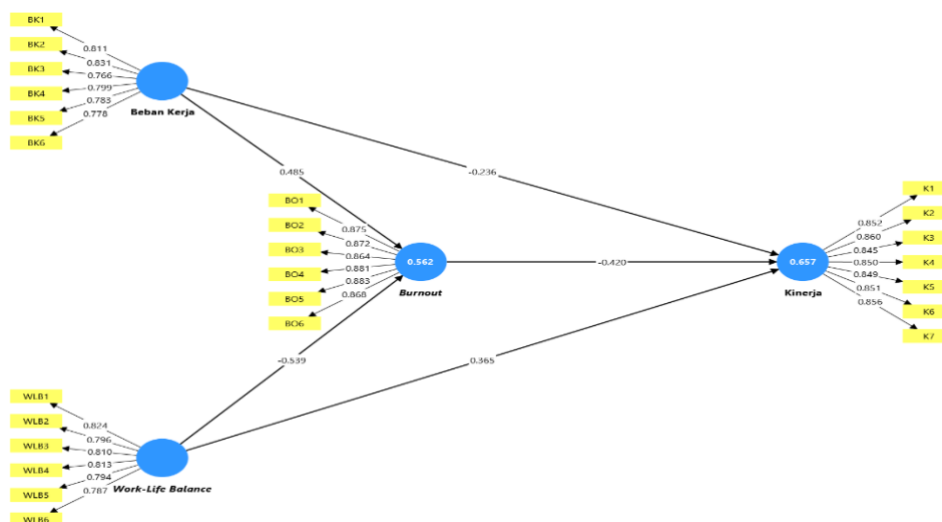 BK1
BK2
BK3
BK4
BK5
BK6
0.811
0.831
0.766
0.799
0.783
0.778
Beban Kerja
0.485
-0.236
BO1
BO2
BO3
BO4
BO5
BO6
0.875
0.872
0.864
0.881
0.883
0.868
0.562
Burnout
-0.420
0.657
Kinerja
0.852
0.860
0.845
0.850
0.849
0.851
0.856
K1
K2
K3
K4
K5
K6
K7
-0.539
0.365
WLB1
WLB2
WLB3
WLB4
WLB5
WLB6
0.824
0.796
0.810
0.813
0.794
0.787
Work-Life Balance